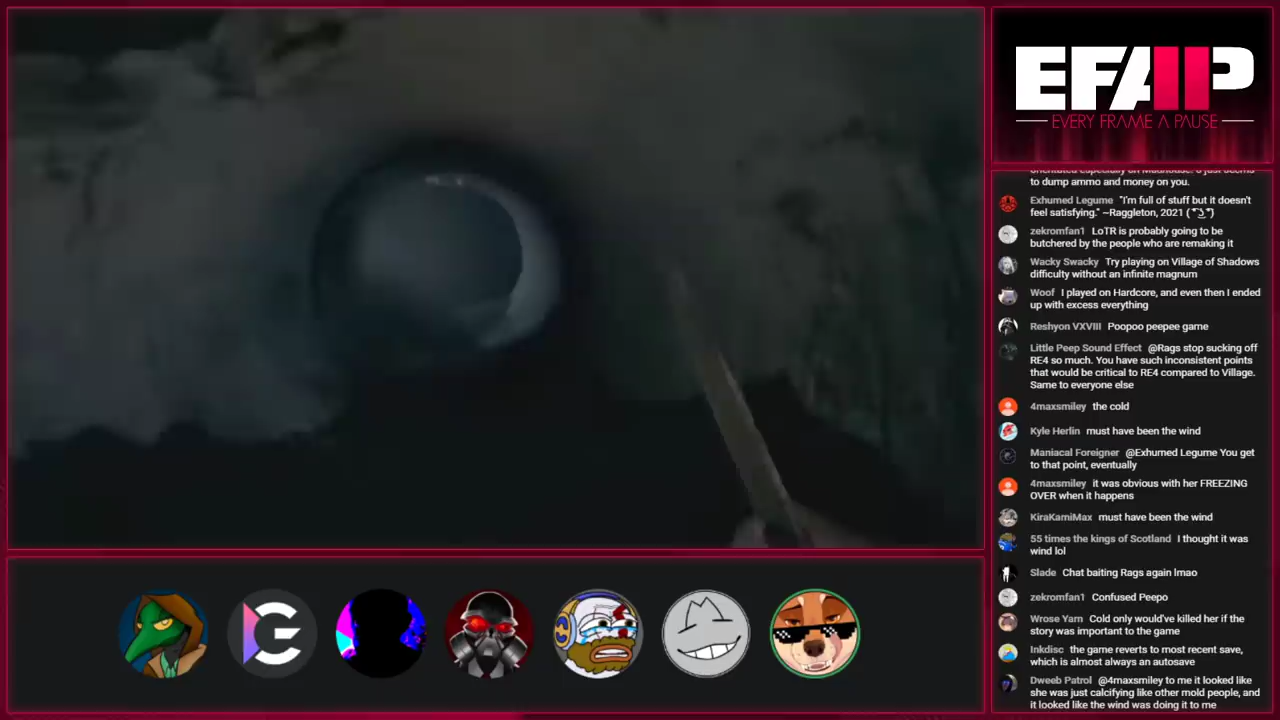 EFAP
EVERY FRAME A PAUSE
to dump ammo and money on you.
Exhumed Legume "I'm full of stuff but it doesn't
feel satisfying." ~Raggleton, 2021 ( ͡° ͜ʖ ͡°)
zekromfan1 LoTR is probably going to be
butchered by the people who are remaking it
Wacky Swacky Try playing on Village of Shadows
difficulty without an infinite magnum
Woof I played on Hardcore, and even then I ended
up with excess everything
Reshyon VXVIII Poopoo peepee game
Little Peep Sound Effect @Rags stop sucking off
RE4 so much. You have such inconsistent points
that would be critical to RE4 compared to Village.
Same to everyone else
4maxsmiley the cold
Kyle Herlin must have been the wind
Maniacal Foreigner @Exhumed Legume You get
to that point, eventually
4maxsmiley it was obvious with her FREEZING
OVER when it happens
KiraKamiMax must have been the wind
55 times the kings of Scotland I thought it was
wind lol
Slade Chat baiting Rags again lmao
zekromfan1 Confused Peepo
Wrose Yam Cold only would've killed her if the
story was important to the game
Inkdisc the game reverts to most recent save,
which is almost always an autosave
Dweeb Patrol @4maxsmiley to me it looked like
she was just calcifying like other mold people, and
it looked like the wind was doing it to me